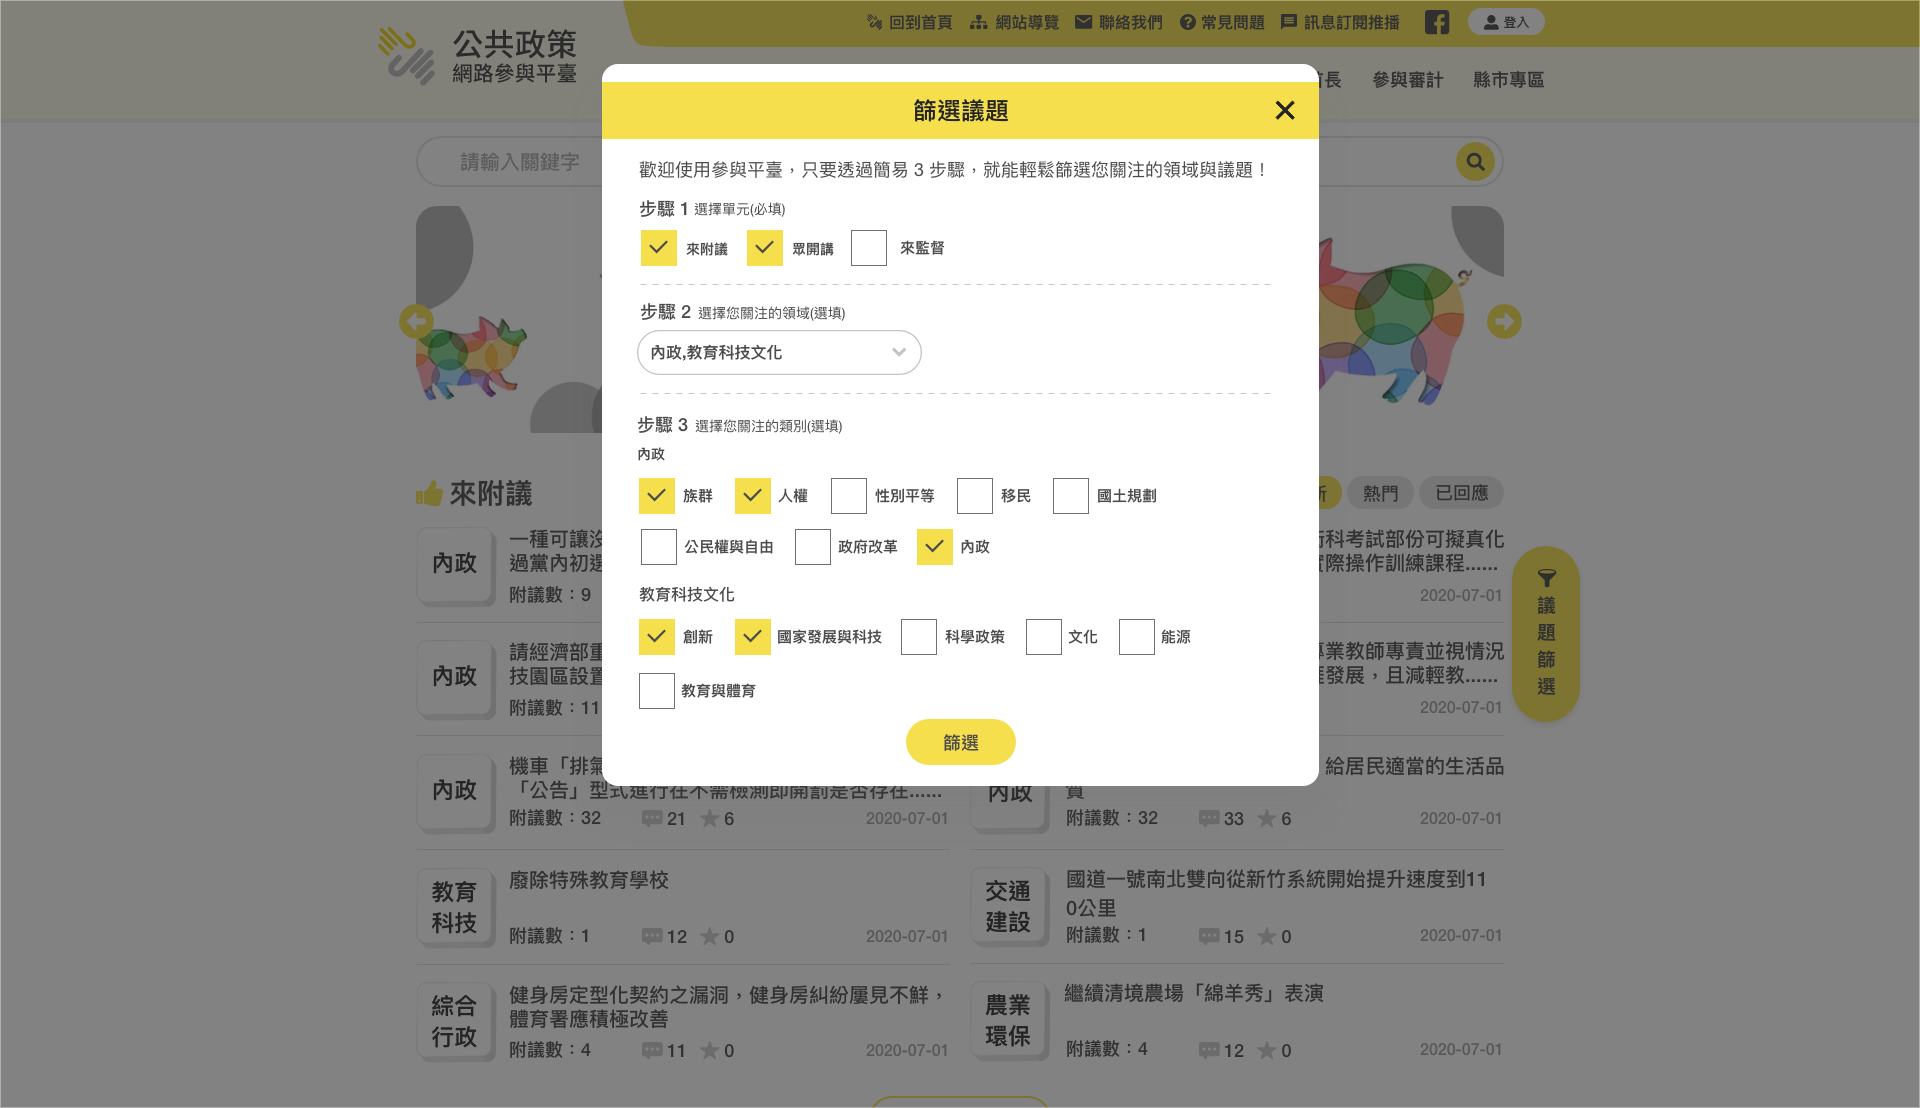 回到首頁 網站導覽 聯絡我們 常見問題 訊息訂閱推播 登入
公共政策
網路參與平臺
長 參與審計 縣市專區
請輸入關鍵字
篩選議題
歡迎使用參與平臺，只要透過簡易 3 步驟，就能輕鬆篩選您關注的領域與議題！
步驟 1 選擇單元(必填)
來附議 眾開講 來監督
步驟 2 選擇您關注的領域(選填)
內政,教育科技文化
步驟 3 選擇您關注的類別(選填)
內政
族群 人權 性別平等 移民 國土規劃
公民權與自由 政府改革 內政
教育科技文化
創新 國家發展與科技 科學政策 文化 能源
教育與體育
篩選
來附議
熱門 已回應
內政
一種可讓
過黨內初選
附議數：9
科考試部份可擬真化
際操作訓練課程......
2020-07-01
內政
請經濟部重
技園區設置
附議數：11
業教師專責並視情況
發展，且減輕教......
2020-07-01
議題篩選
內政
機車「排氣
「公告」型式進行在不需檢測即開罰是否存在......
附議數：32 21 6 2020-07-01
內政
給居民適當的生活品
質
附議數：32 33 6 2020-07-01
教育
科技
廢除特殊教育學校
附議數：1 12 0 2020-07-01
交通
建設
國道一號南北雙向從新竹系統開始提升速度到11
0公里
附議數：1 15 0 2020-07-01
綜合
行政
健身房定型化契約之漏洞，健身房糾紛屢見不鮮，
體育署應積極改善
附議數：4 11 0 2020-07-01
農業
環保
繼續清境農場「綿羊秀」表演
附議數：4 12 0 2020-07-01